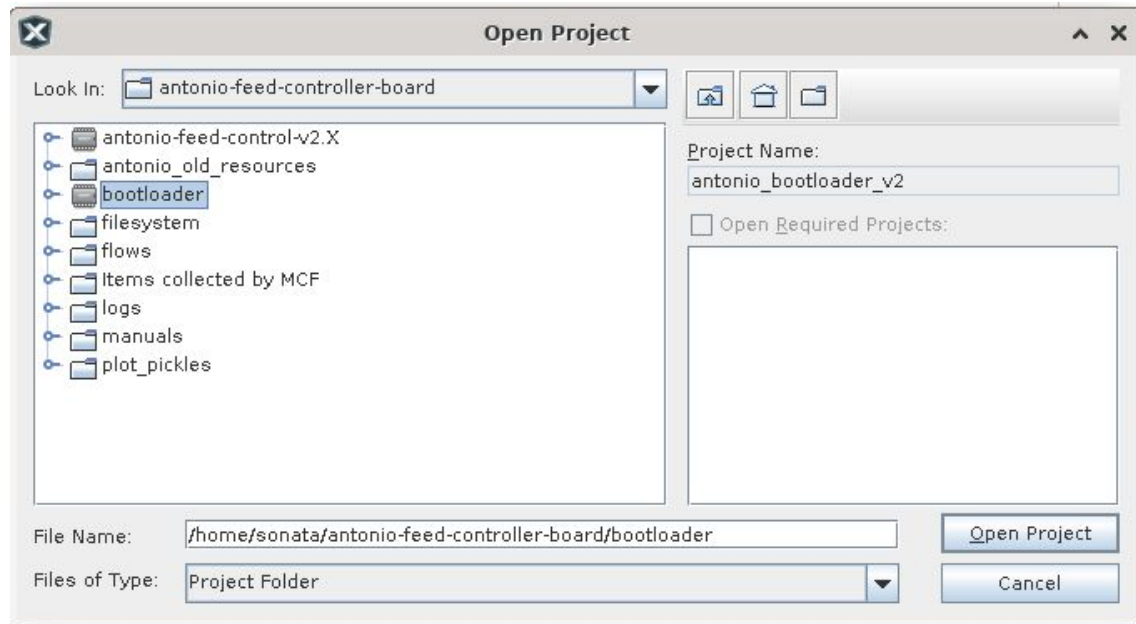 Open Project
Look In: antonio-feed-controller-board
antonio-feed-control-v2.X
antonio_old_resources
bootloader
filesystem
flows
Items collected by MCF
logs
manuals
plot_pickles
Project Name:
antonio_bootloader_v2
Open Required Projects:
File Name: /home/sonata/antonio-feed-controller-board/bootloader
Open Project
Files of Type: Project Folder
Cancel